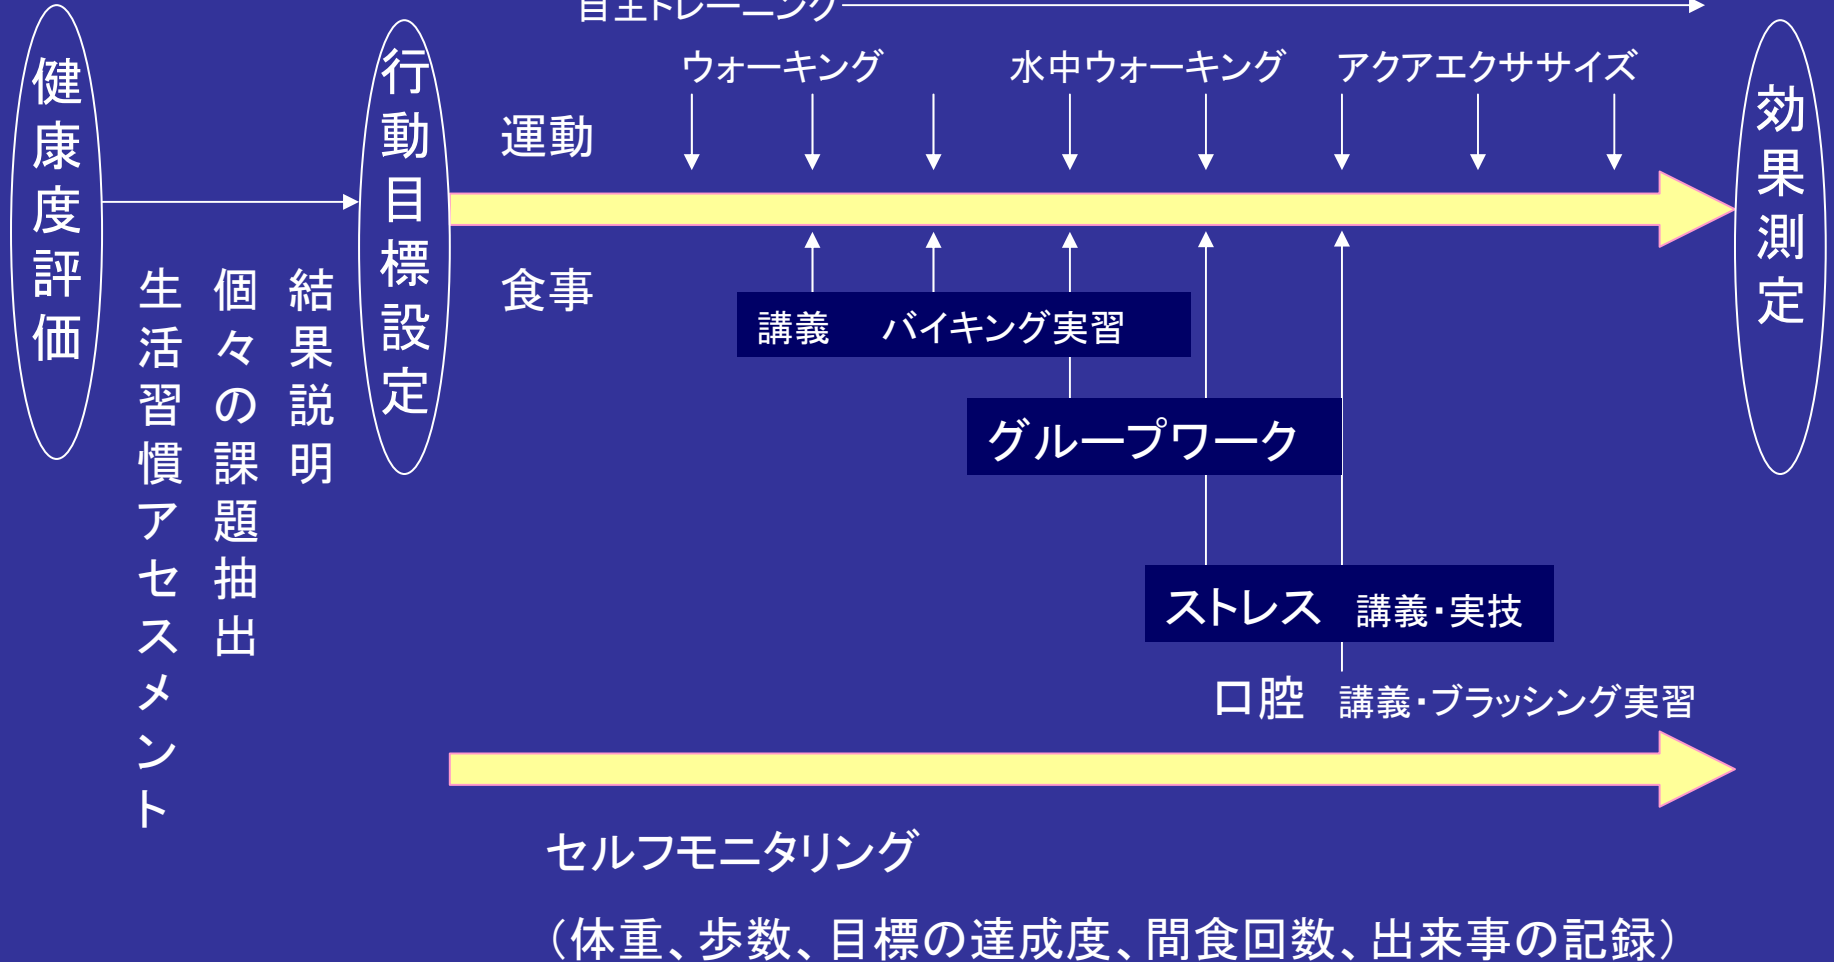 自主トレーニング
ウォーキング
水中ウォーキング
アクアエクササイズ
健康度評価
行動目標設定
効果測定
運動
食事
結果説明
個々の課題抽出
生活習慣アセスメント
講義 バイキング実習
グループワーク
ストレス 講義・実技
口腔 講義・ブラッシング実習
セルフモニタリング
（体重、歩数、目標の達成度、間食回数、出来事の記録）